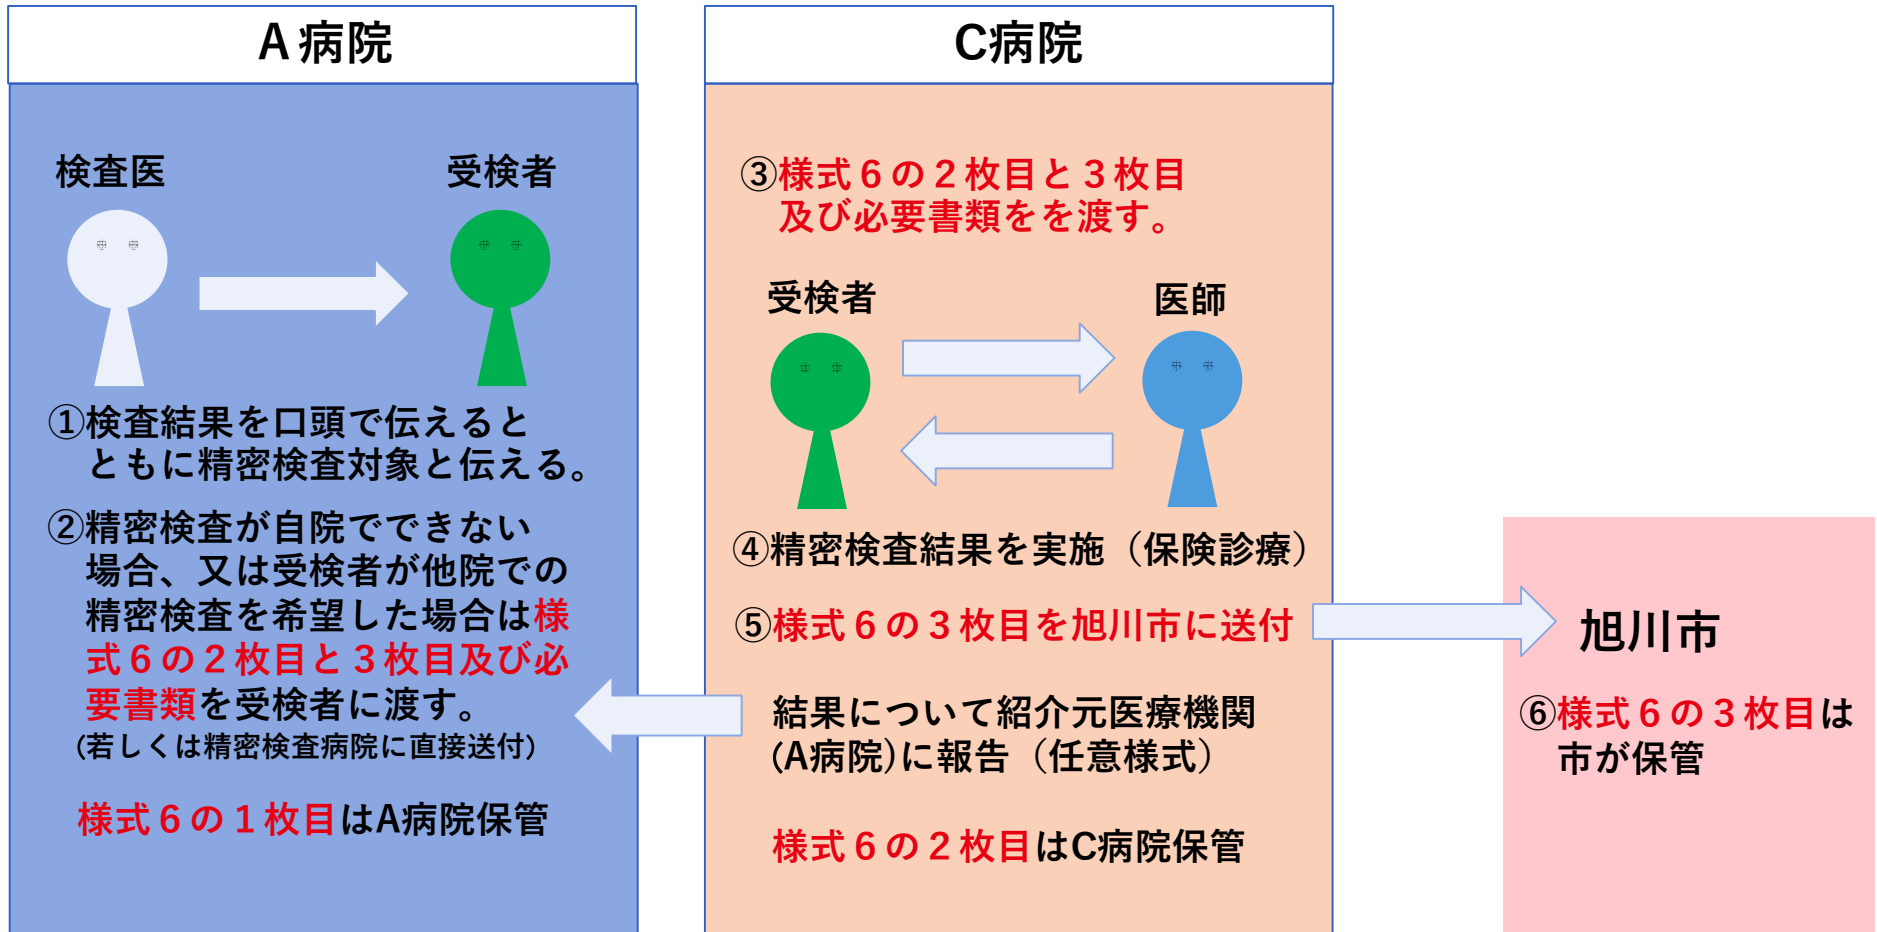 A病院
検査医
受検者
①検査結果を口頭で伝えると
ともに精密検査対象と伝える。
②精密検査が自院でできない
場合、又は受検者が他院での
精密検査を希望した場合は様
式６の２枚目と３枚目及び必
要書類を受検者に渡す。
(若しくは精密検査病院に直接送付)
様式６の１枚目はA病院保管
C病院
③様式６の２枚目と３枚目
及び必要書類をを渡す。
受検者
医師
④精密検査結果を実施（保険診療）
⑤様式６の３枚目を旭川市に送付
結果について紹介元医療機関
(A病院)に報告（任意様式）
様式６の２枚目はC病院保管
旭川市
⑥様式６の３枚目は
市が保管